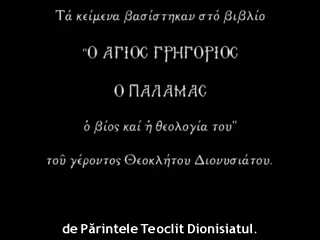 Τά κείμενα βασίστηκαν στό βιβλίο
"Ο ΑΓΙΟΣ ΓΡΗΓΟΡΙΟΣ
Ο ΠΑΛΑΜΑΣ
ὁ βίος καί ἡ θεολογία του"
τοῦ γέροντος Θεοκλήτου Διονυσιάτου.
de Părintele Teoclit Dionisiatul.